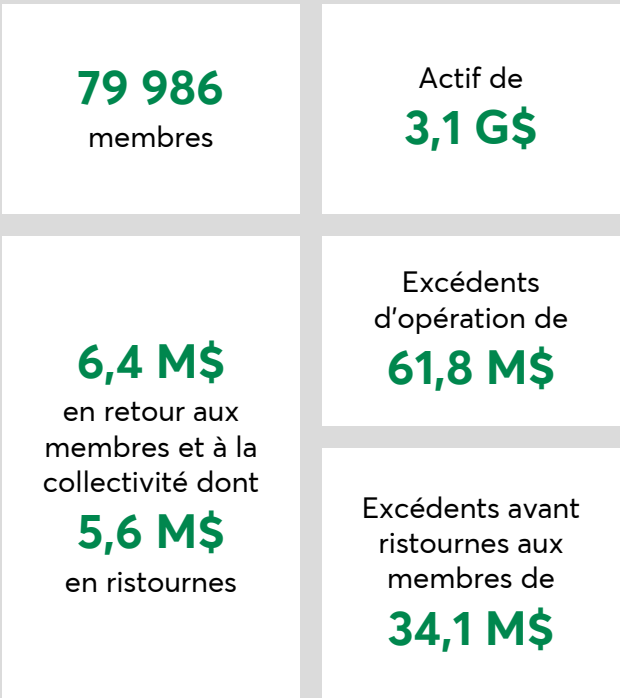 79 986
membres
Actif de
3,1 G$
6,4 M$
en retour aux
membres et à la
collectivité dont
5,6 M$
en ristournes
Excédents
d'opération de
61,8 M$
Excédents avant
ristournes aux
membres de
34,1 M$